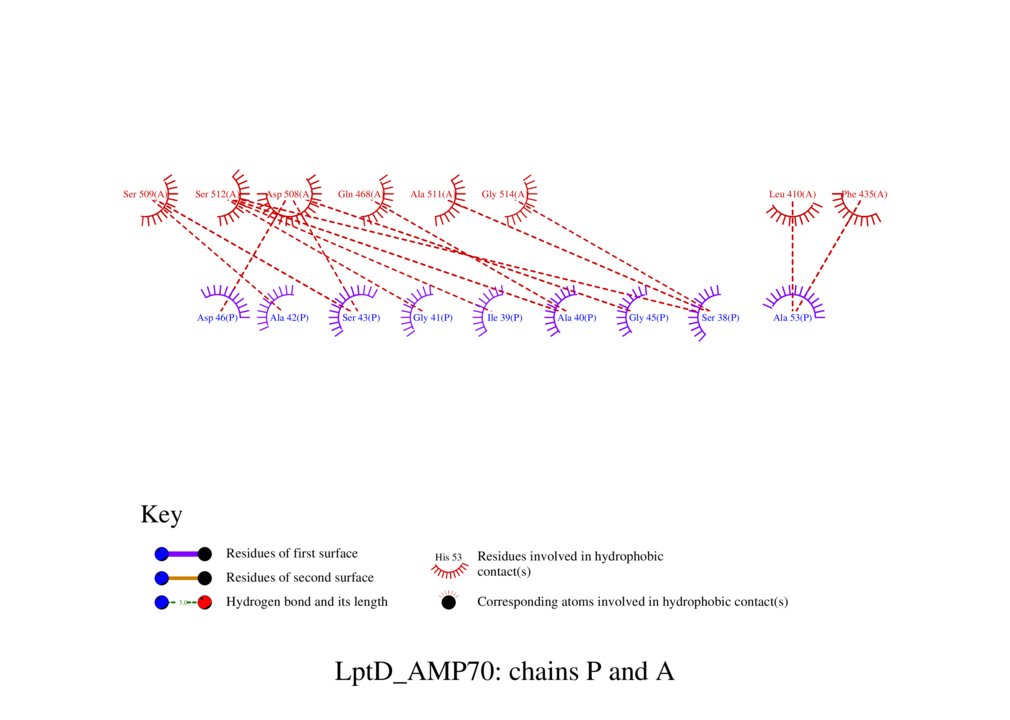 Ser 509(A) Ser 512(A) Asp 508(A) Gln 468(A) Ala 511(A) Gly 514(A) Leu 410(A) Phe 435(A)
Asp 46(P) Ala 42(P) Ser 43(P) Gly 41(P) Ile 39(P) Ala 40(P) Gly 45(P) Ser 38(P) Ala 53(P)
Key
Residues of first surface
Residues of second surface
3.0 Hydrogen bond and its length
His 53 Residues involved in hydrophobic
contact(s)
Corresponding atoms involved in hydrophobic contact(s)
LptD_AMP70: chains P and A